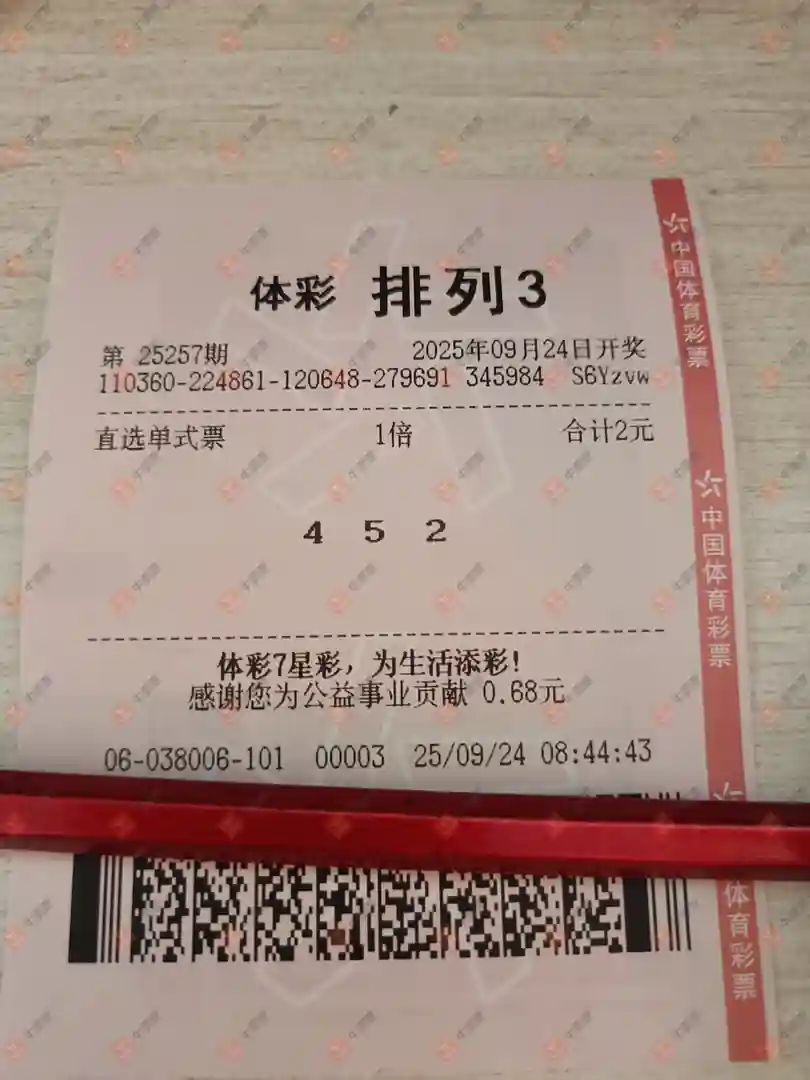 体彩 排列3
第 25257期 2025年09月24日开奖
110360-224861-120648-279691 345984 S6Yzvw
直选单式票 1倍 合计2元
4 5 2
体彩7星彩，为生活添彩！
感谢您为公益事业贡献 0.68元
06-038006-101 00003 25/09/24 08:44:43
中国体育彩票
中国体育彩票
体育彩票